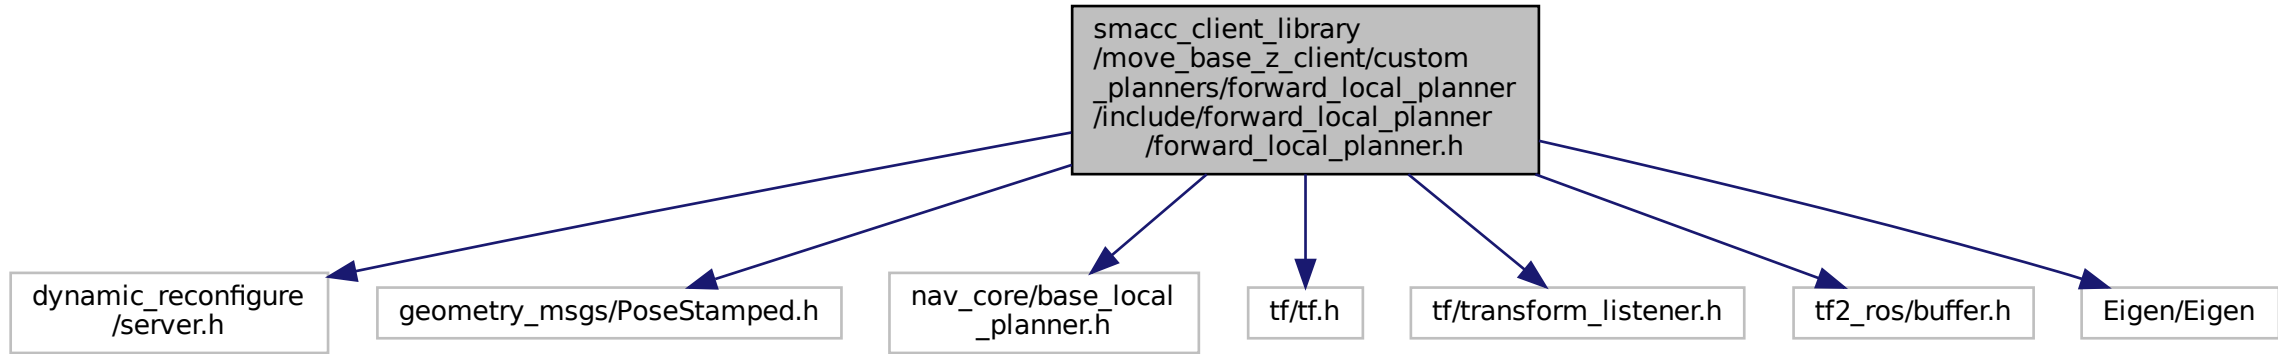 smacc_client_library
/move_base_z_client/custom
_planners/forward_local_planner
/include/forward_local_planner
/forward_local_planner.h
dynamic_reconfigure
/server.h
geometry_msgs/PoseStamped.h
nav_core/base_local
_planner.h
tf/tf.h
tf/transform_listener.h
tf2_ros/buffer.h
Eigen/Eigen